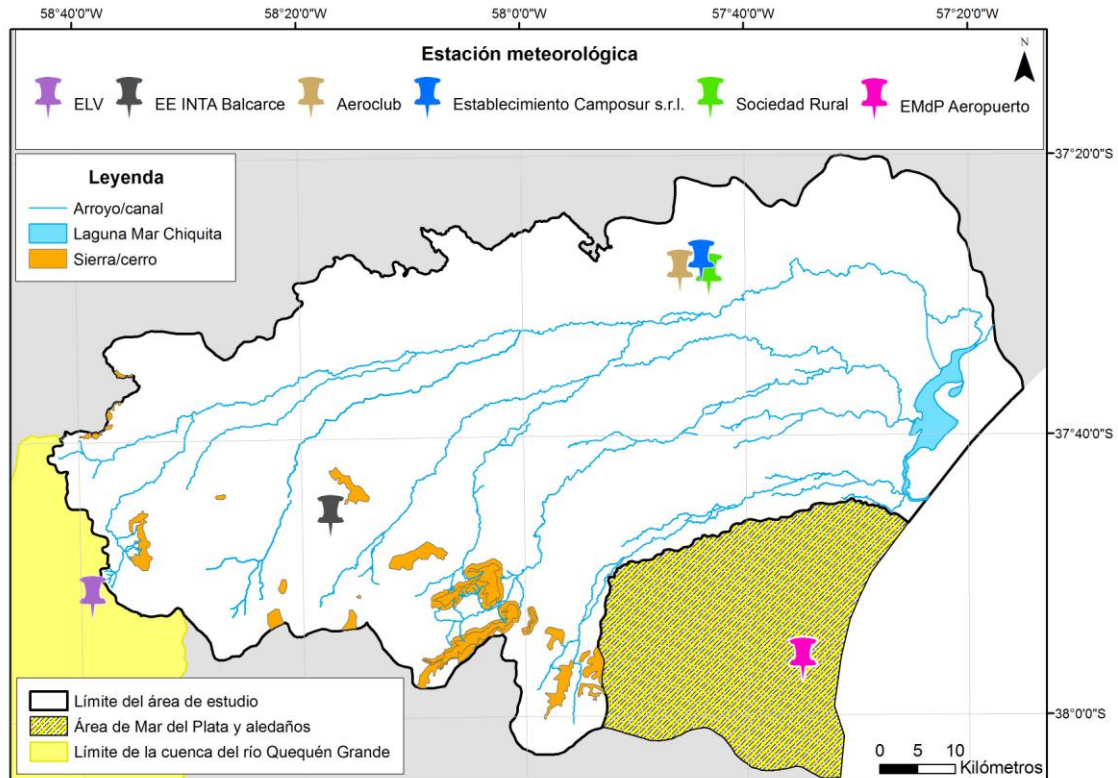 58°40'0"W 58°20'0"W 58°0'0"W 57°40'0"W 57°20'0"W
Estación meteorológica
N
ELV EE INTA Balcarce Aeroclub Establecimiento Camposur s.r.l. Sociedad Rural EMdP Aeropuerto
37°20'0"S
Leyenda
Arroyo/canal
Laguna Mar Chiquita
Sierra/cerro
37°40'0"S
Límite del área de estudio
Área de Mar del Plata y aledaños
Límite de la cuenca del río Quequén Grande
38°0'0"S
0 5 10
Kilómetros